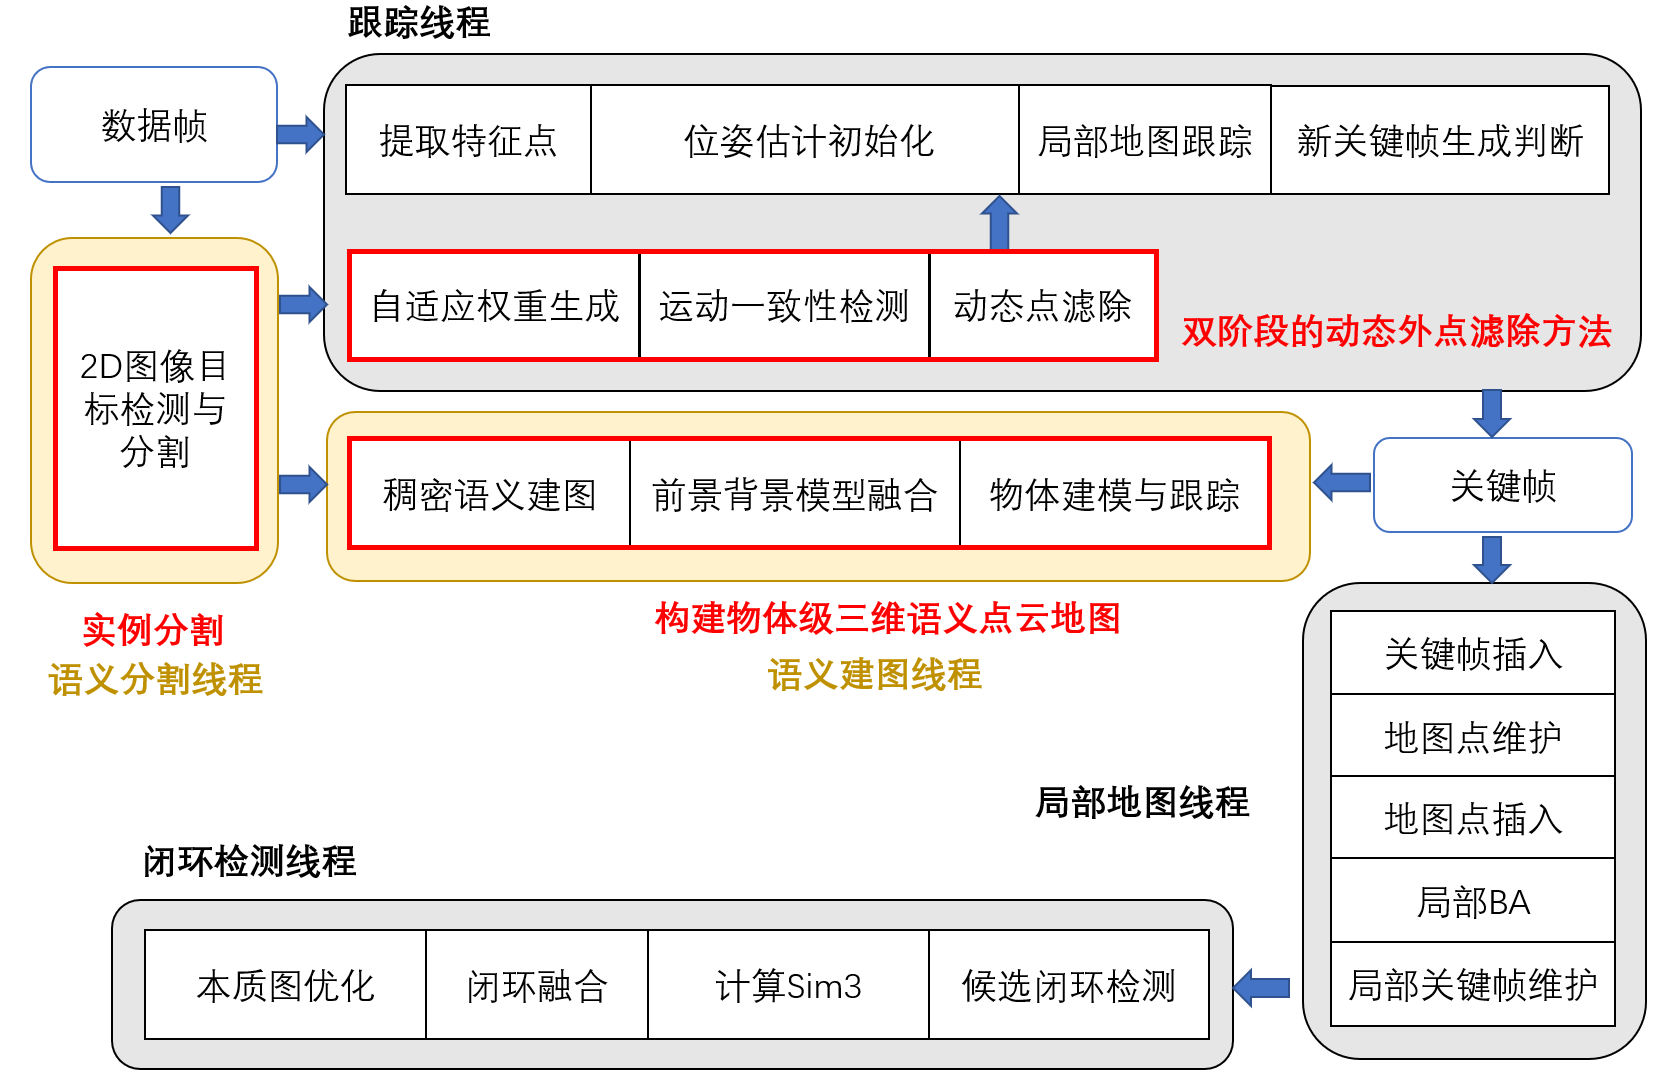 跟踪线程
数据帧
提取特征点
位姿估计初始化
局部地图跟踪
新关键帧生成判断
自适应权重生成
运动一致性检测
动态点滤除
双阶段的动态外点滤除方法
2D图像目
标检测与
分割
稠密语义建图
前景背景模型融合
物体建模与跟踪
关键帧
实例分割
语义分割线程
构建物体级三维语义点云地图
语义建图线程
关键帧插入
地图点维护
地图点插入
局部BA
局部关键帧维护
局部地图线程
闭环检测线程
本质图优化
闭环融合
计算Sim3
候选闭环检测